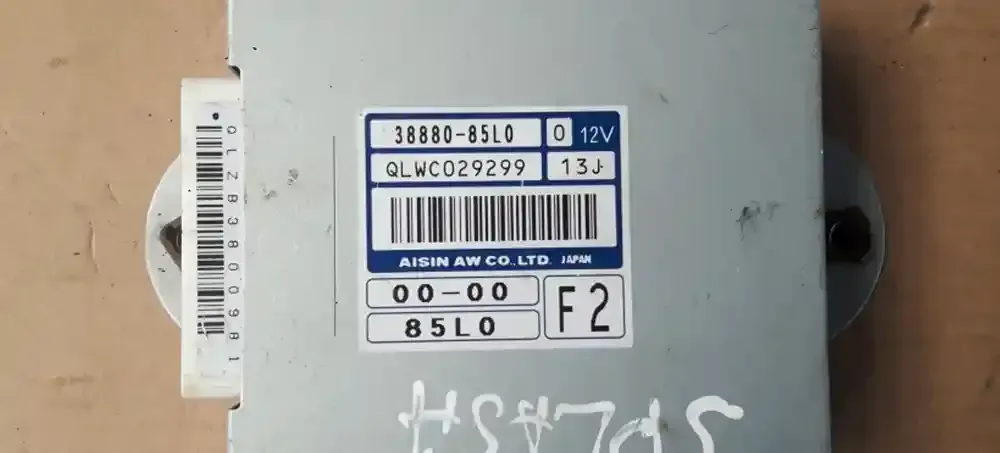 38880-85L0 0 12V
QLWC029299 13J
AISIN AW CO.,LTD. JAPAN
00-00
85L0
F2
QLZB3800981
SPLASH